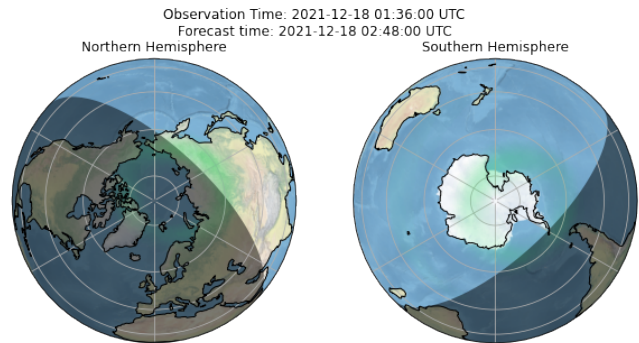 Observation Time: 2021-12-18 01:36:00 UTC
Forecast time: 2021-12-18 02:48:00 UTC
Northern Hemisphere
Southern Hemisphere